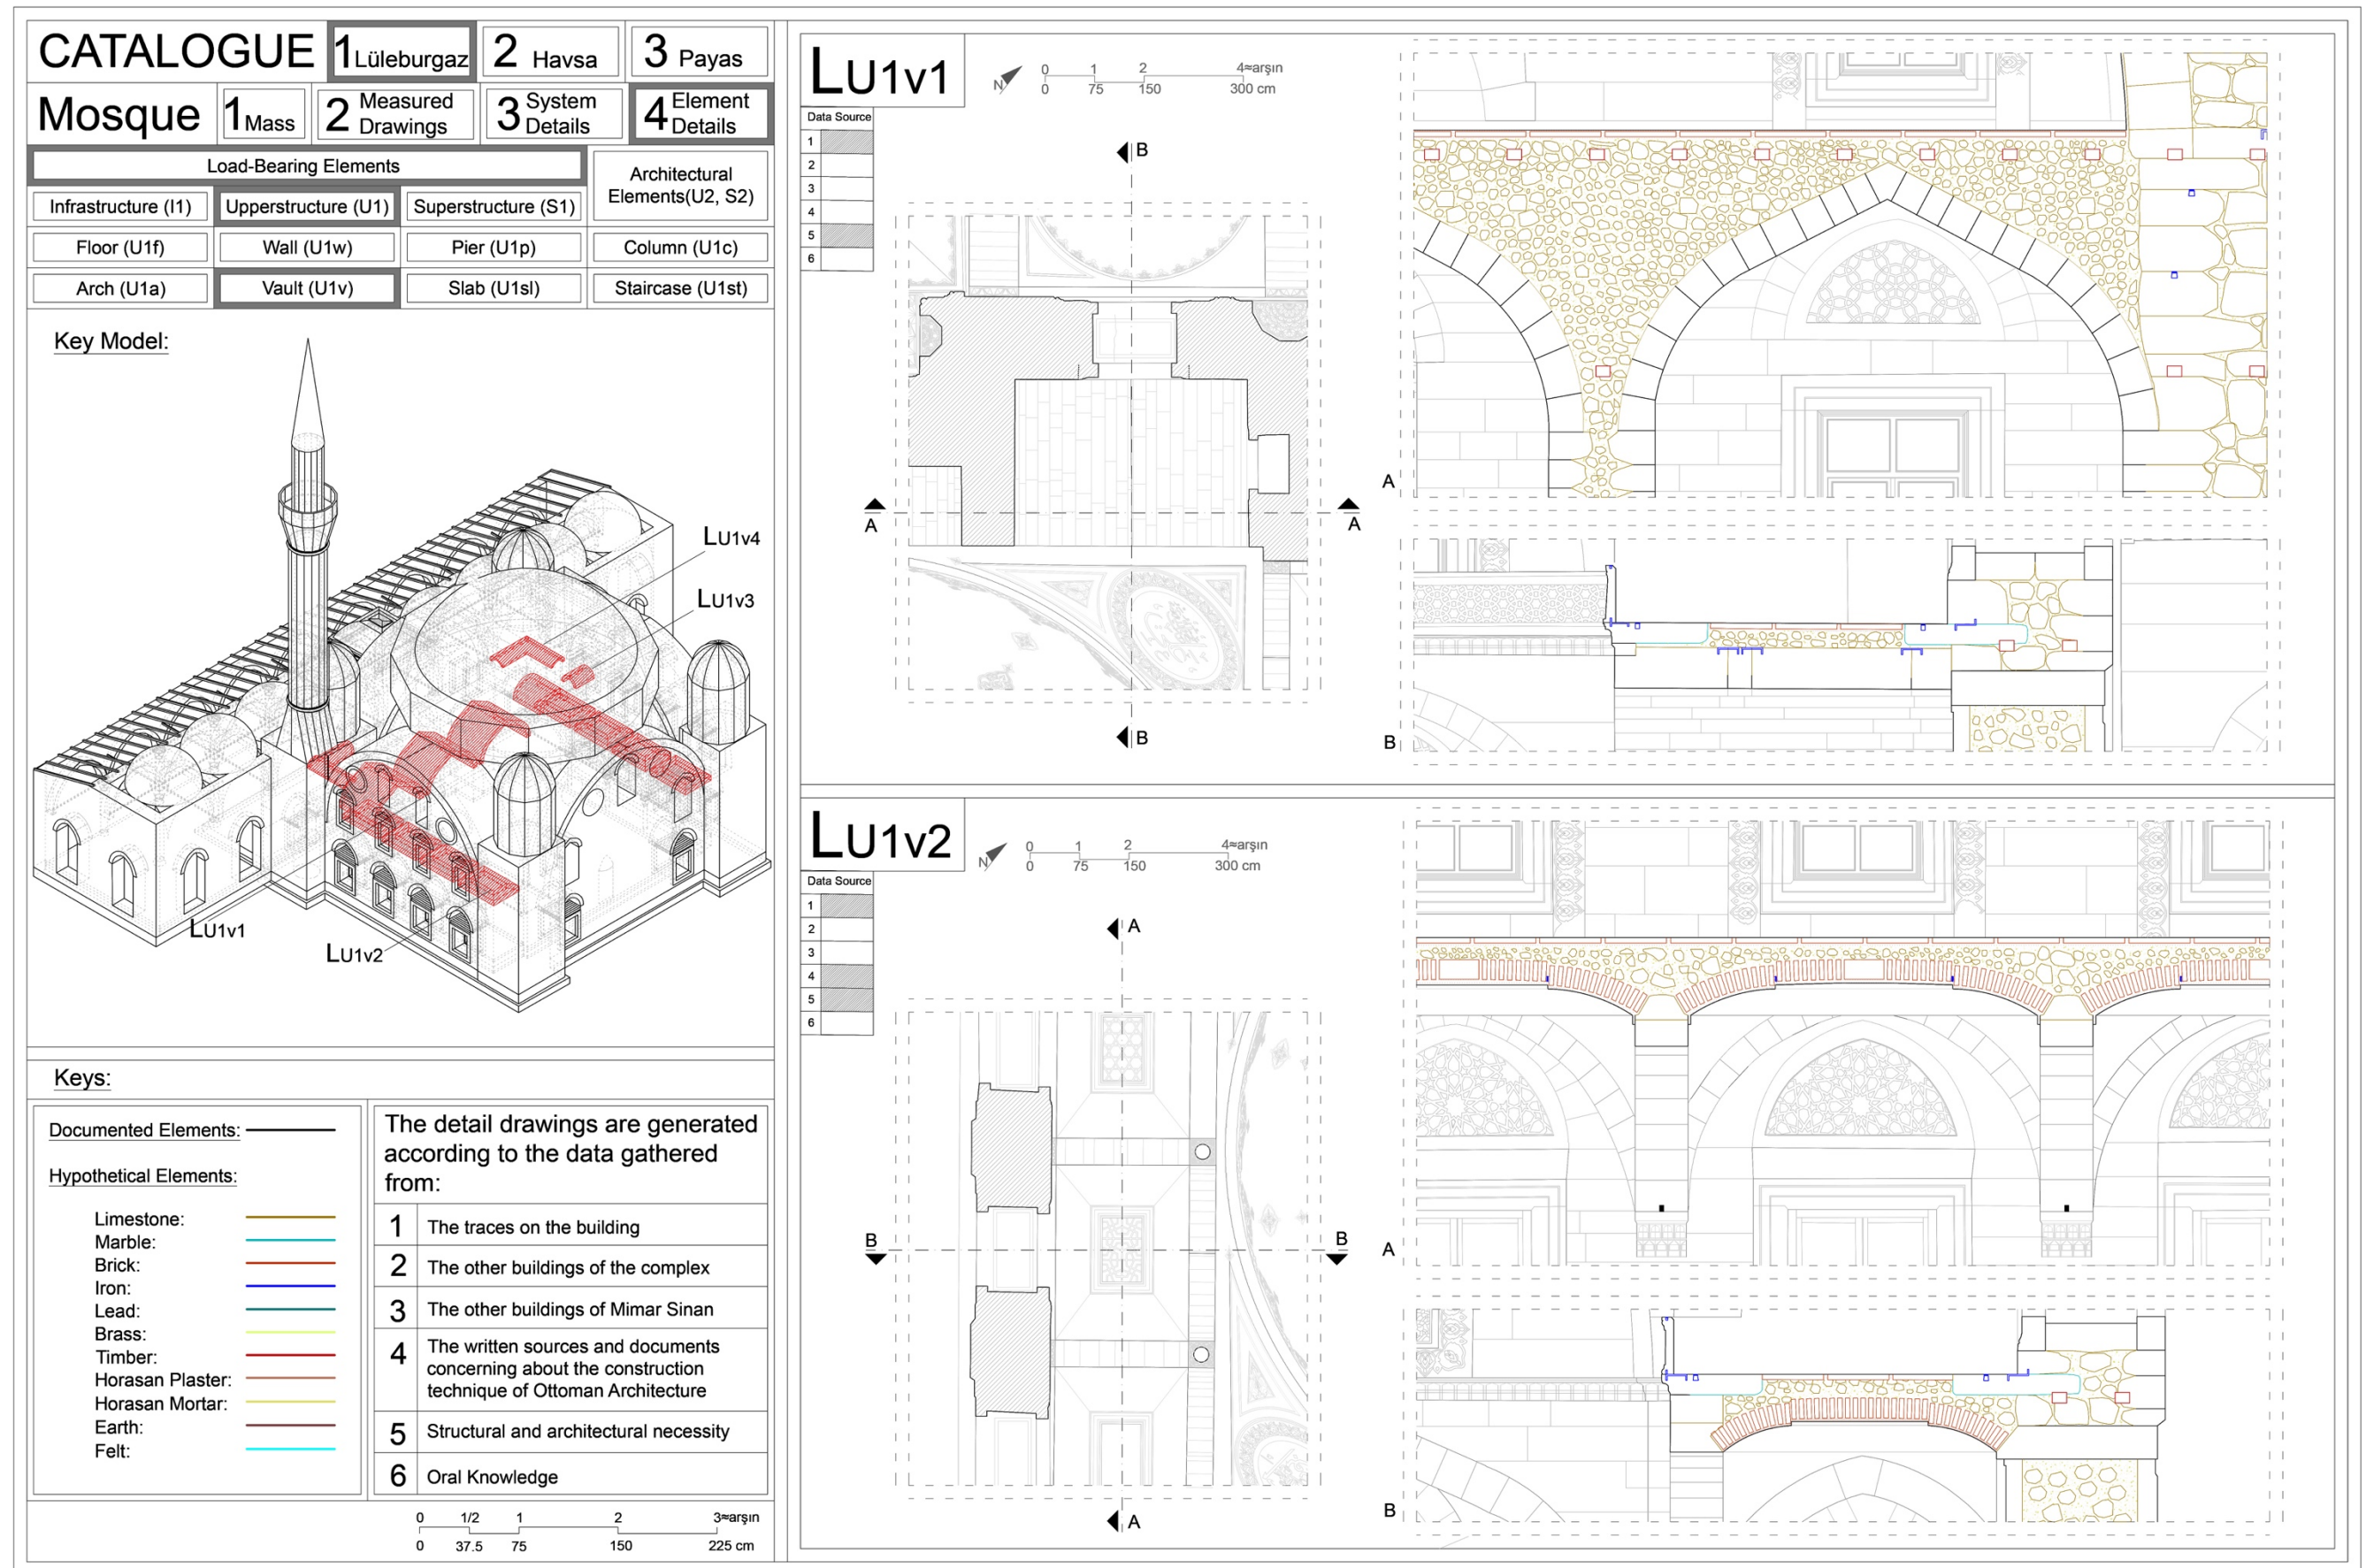 CATALOGUE 1 Lüleburgaz 2 Havsa 3 Payas
Mosque 1 Mass 2 Measured Drawings 3 System Details 4 Element Details
Load-Bearing Elements
Architectural
Elements(U2, S2)
Infrastructure (I1) Upperstructure (U1) Superstructure (S1)
Floor (U1f) Wall (U1w) Pier (U1p) Column (U1c)
Arch (U1a) Vault (U1v) Slab (U1sl) Staircase (U1st)
Key Model:
LU1v4
LU1v3
LU1v1
LU1v2
Keys:
Documented Elements:
Hypothetical Elements:
Limestone:
Marble:
Brick:
Iron:
Lead:
Brass:
Timber:
Horasan Plaster:
Horasan Mortar:
Earth:
Felt:
The detail drawings are generated
according to the data gathered
from:
1 The traces on the building
2 The other buildings of the complex
3 The other buildings of Mimar Sinan
4 The written sources and documents
concerning about the construction
technique of Ottoman Architecture
5 Structural and architectural necessity
6 Oral Knowledge
0 1/2 1 2 3≈arşın
0 37.5 75 150 225 cm
LU1v1
N
0 1 2 4≈arşın
0 75 150 300 cm
Data Source
1
2
3
4
5
6
B
A
A
B
A
B
LU1v2
N
0 1 2 4≈arşın
0 75 150 300 cm
Data Source
1
2
3
4
5
6
A
B
B
A
A
B